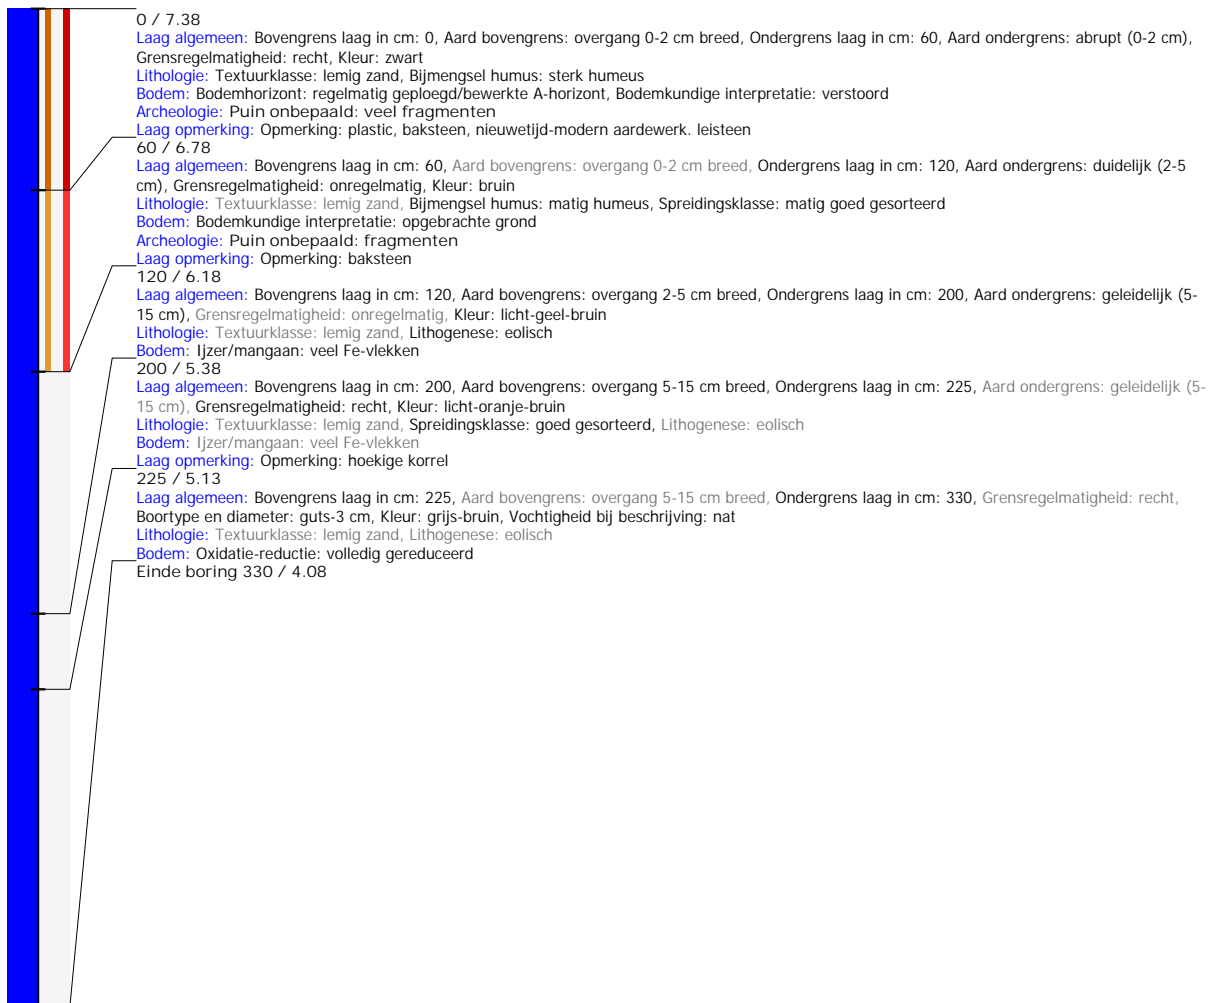 0 / 7.38
Laag algemeen: Bovengrens laag in cm: 0, Aard bovengrens: overgang 0-2 cm breed, Ondergrens laag in cm: 60, Aard ondergrens: abrupt (0-2 cm),
Grensregelmatigheid: recht, Kleur: zwart
Lithologie: Textuurklasse: lemig zand, Bijmengsel humus: sterk humeus
Bodem: Bodemhorizont: regelmatig geploegd/bewerkte A-horizont, Bodemkundige interpretatie: verstoord
Archeologie: Puin onbepaald: veel fragmenten
Laag opmerking: Opmerking: plastic, baksteen, nieuwetijd-modern aardewerk. leisteen
60 / 6.78
Laag algemeen: Bovengrens laag in cm: 60, Aard bovengrens: overgang 0-2 cm breed, Ondergrens laag in cm: 120, Aard ondergrens: duidelijk (2-5
cm), Grensregelmatigheid: onregelmatig, Kleur: bruin
Lithologie: Textuurklasse: lemig zand, Bijmengsel humus: matig humeus, Spreidingsklasse: matig goed gesorteerd
Bodem: Bodemkundige interpretatie: opgebrachte grond
Archeologie: Puin onbepaald: fragmenten
Laag opmerking: Opmerking: baksteen
120 / 6.18
Laag algemeen: Bovengrens laag in cm: 120, Aard bovengrens: overgang 2-5 cm breed, Ondergrens laag in cm: 200, Aard ondergrens: geleidelijk (5-
15 cm), Grensregelmatigheid: onregelmatig, Kleur: licht-geel-bruin
Lithologie: Textuurklasse: lemig zand, Lithogenese: eolisch
Bodem: Ijzer/mangaan: veel Fe-vlekken
200 / 5.38
Laag algemeen: Bovengrens laag in cm: 200, Aard bovengrens: overgang 5-15 cm breed, Ondergrens laag in cm: 225, Aard ondergrens: geleidelijk (5-
15 cm), Grensregelmatigheid: recht, Kleur: licht-oranje-bruin
Lithologie: Textuurklasse: lemig zand, Spreidingsklasse: goed gesorteerd, Lithogenese: eolisch
Bodem: Ijzer/mangaan: veel Fe-vlekken
Laag opmerking: Opmerking: hoekige korrel
225 / 5.13
Laag algemeen: Bovengrens laag in cm: 225, Aard bovengrens: overgang 5-15 cm breed, Ondergrens laag in cm: 330, Grensregelmatigheid: recht,
Boortype en diameter: guts-3 cm, Kleur: grijs-bruin, Vochtigheid bij beschrijving: nat
Lithologie: Textuurklasse: lemig zand, Lithogenese: eolisch
Bodem: Oxidatie-reductie: volledig gereduceerd
Einde boring 330 / 4.08